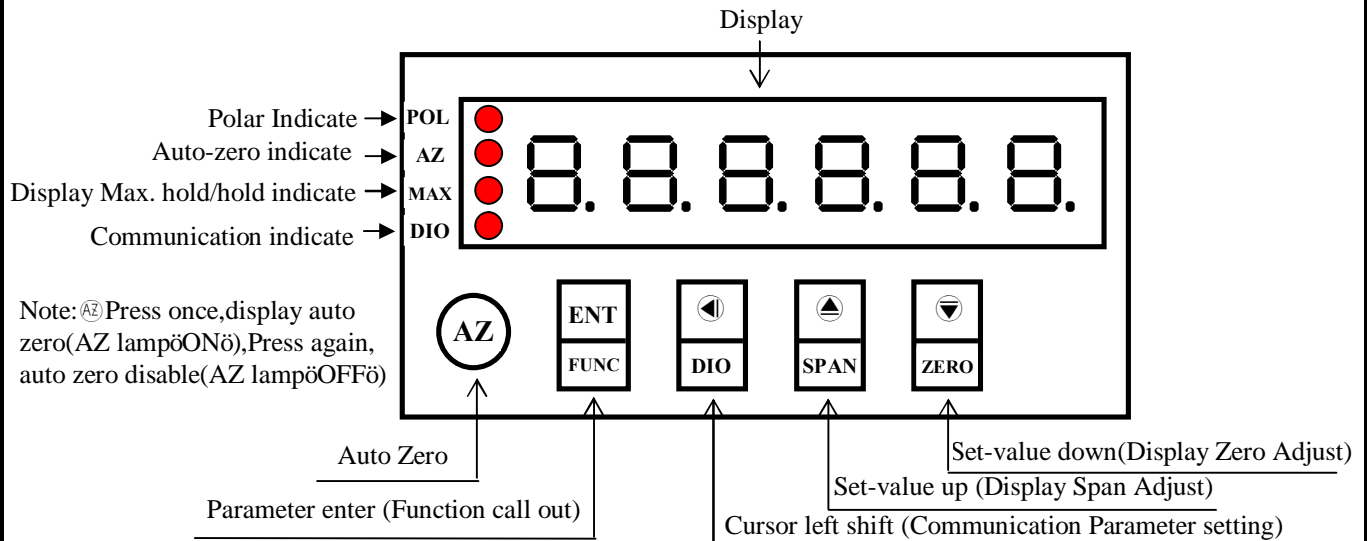 Display
Polar Indicate POL
Auto-zero indicate AZ
Display Max. hold/hold indicate MAX
Communication indicate DIO
8.8.8.8.8.8.
Note:AZPress once,display auto
zero(AZ lampöONö),Press again,
auto zero disable(AZ lampöOFFö)
AZ
ENT
FUNC
DIO
SPAN
ZERO
Auto Zero
Set-value down(Display Zero Adjust)
Set-value up (Display Span Adjust)
Parameter enter (Function call out)
Cursor left shift (Communication Parameter setting)